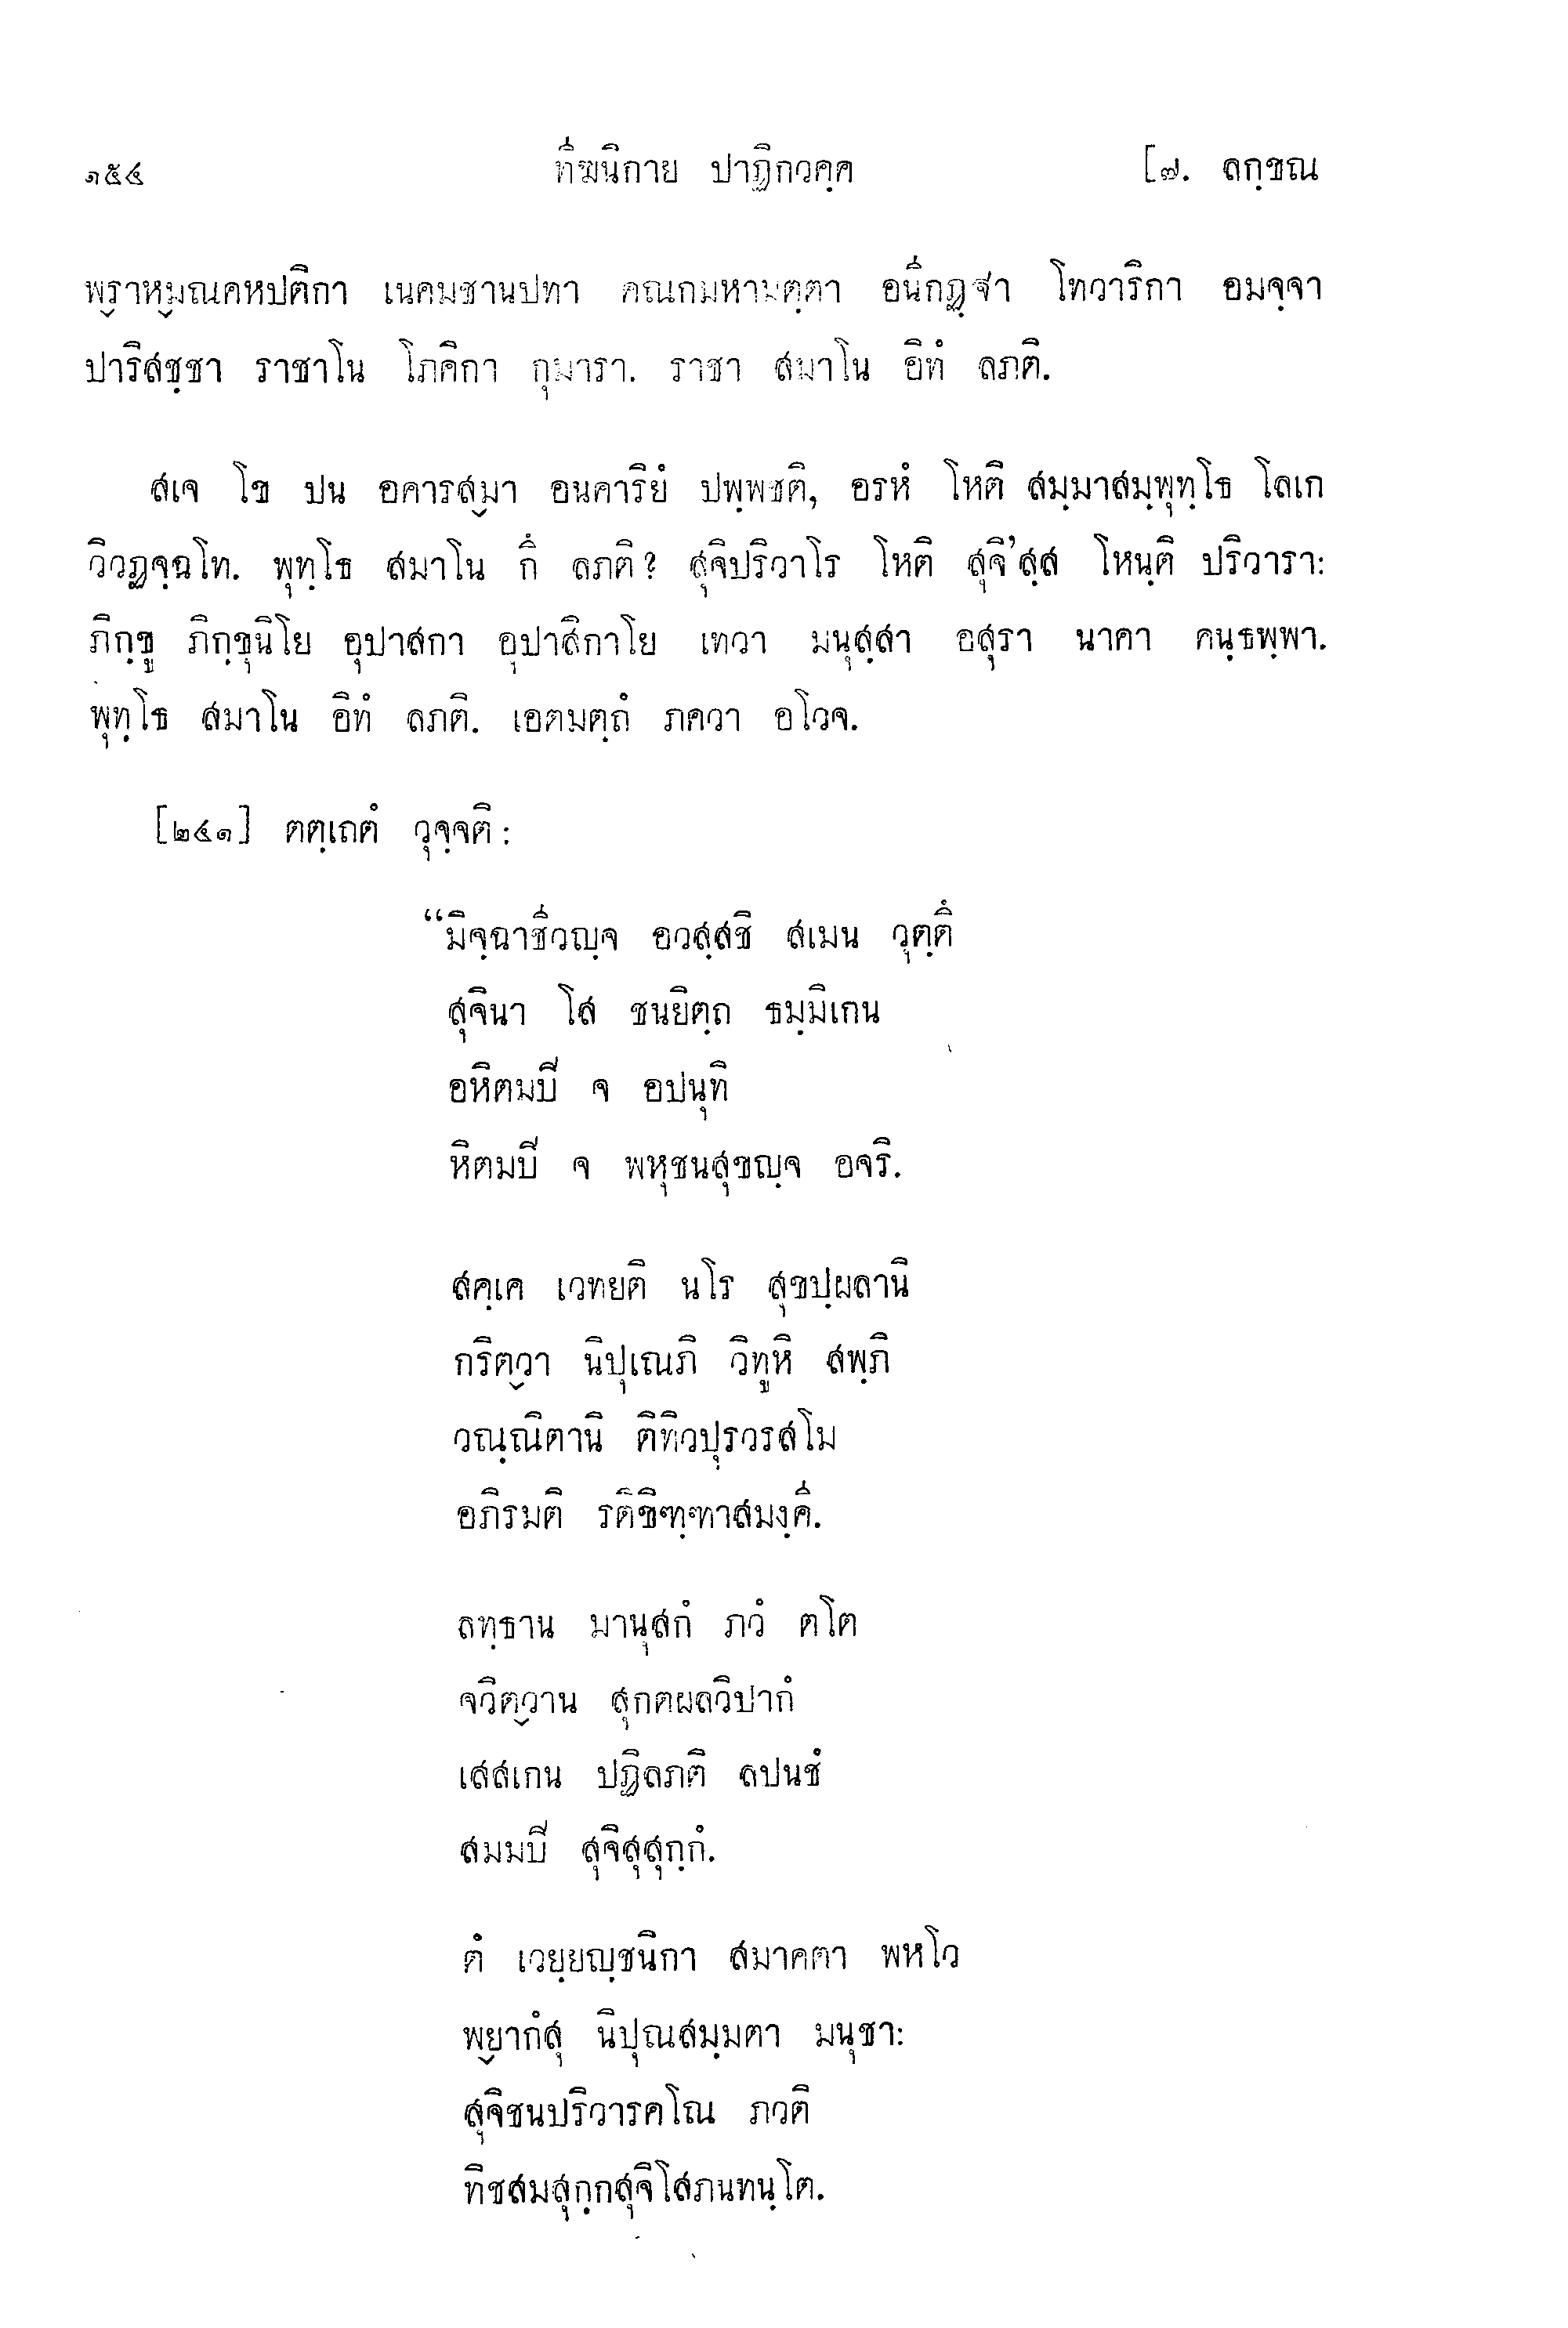 ๑๕๔ ทีฆนิกาย ปาฏิกวคฺค [๗. ลกฺขณ
พฺราหฺมณคหปติกา เนคมชานปทา คณกมหามตฺตา อนีกฏฺฐา โทวาริกา อมจฺจา
ปาริสชฺชา ราชาโน โภคิกา กุมารา. ราชา สมาโน อิทํ ลภติ.
สเจ โข ปน อคารสฺมา อนคาริยํ ปพฺพชติ, อรหํ โหติ สมฺมาสมฺพุทฺโธ โลเก
วิวฏจฺฉโท. พุทฺโธ สมาโน กึ ลภติ? สุจิปริวาโร โหติ สุจิ'สฺส โหนฺติ ปริวารา:
ภิกฺขู ภิกฺขุนิโย อุปาสกา อุปาสิกาโย เทวา มนุสฺสา อสุรา นาคา คนฺธพฺพา.
พุทฺโธ สมาโน อิทํ ลภติ. เอตมตฺถํ ภควา อโวจ.
[๒๔๑] ตตฺเถตํ วุจฺจติ:
“มิจฺฉาชีวญฺจ อวสฺสชิ สเมน วุตฺตึ
สุจินา โส ชนยิตฺถ ธมฺมิเกน
อหิตมปิ จ อปนุทิ
หิตมปิ จ พหุชนสุขญฺจ อจริ.
สคฺเค เวทยติ นโร สุขปฺผลานิ
กริตฺวา นิปุเณภิ วิทูหิ สพฺภิ
วณฺณิตานิ ติทิวปุรวรสโม
อภิรมติ รติขิฑฺฑาสมงฺคี.
ลทฺธาน มานุสกํ ภวํ ตโต
จวิตฺวาน สุกตผลวิปากํ
เสสเกน ปฏิลภติ ลปนชํ
สมมปิ สุจิสุสุกฺกํ.
ตํ เวยฺยญฺชนิกา สมาคตา พหโว
พฺยากํสุ นิปุณสมฺมตา มนุชา:
สุจิชนปริวารคโณ ภวติ
ทิชสมสุกฺกสุจิโสภนทนฺโต.